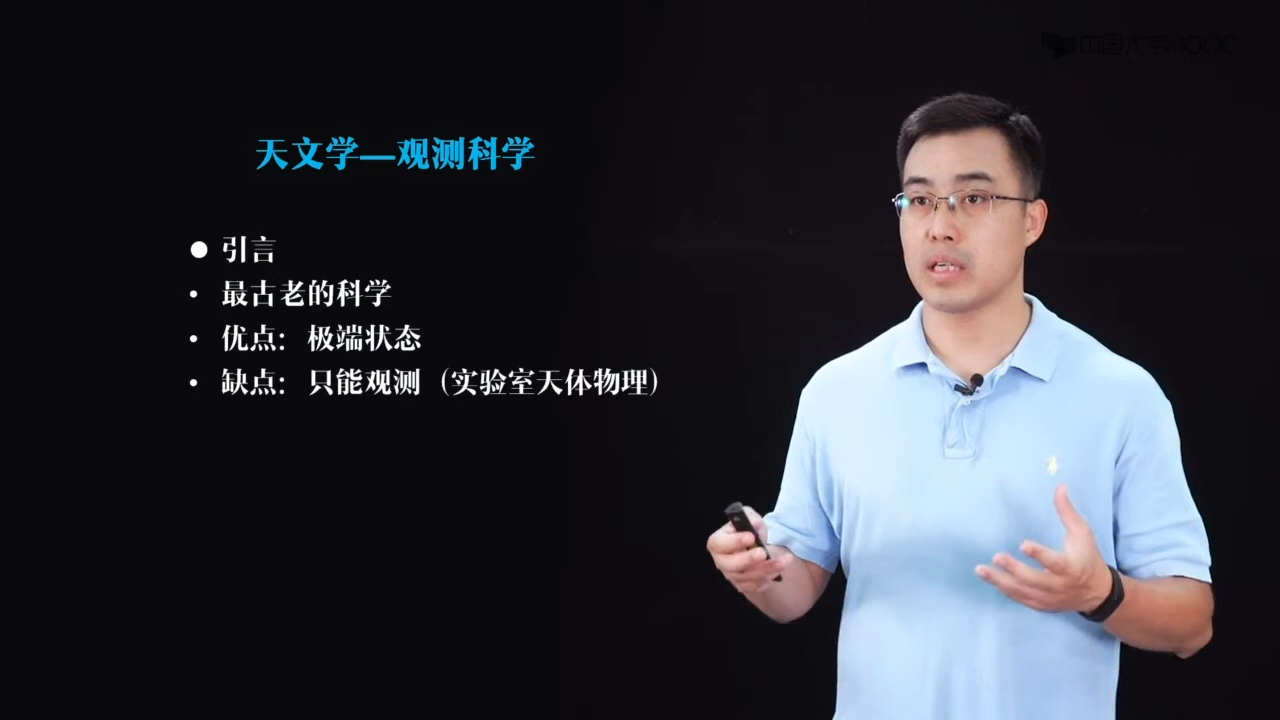 天文学—观测科学
● 引言
• 最古老的科学
• 优点：极端状态
• 缺点：只能观测（实验室天体物理）